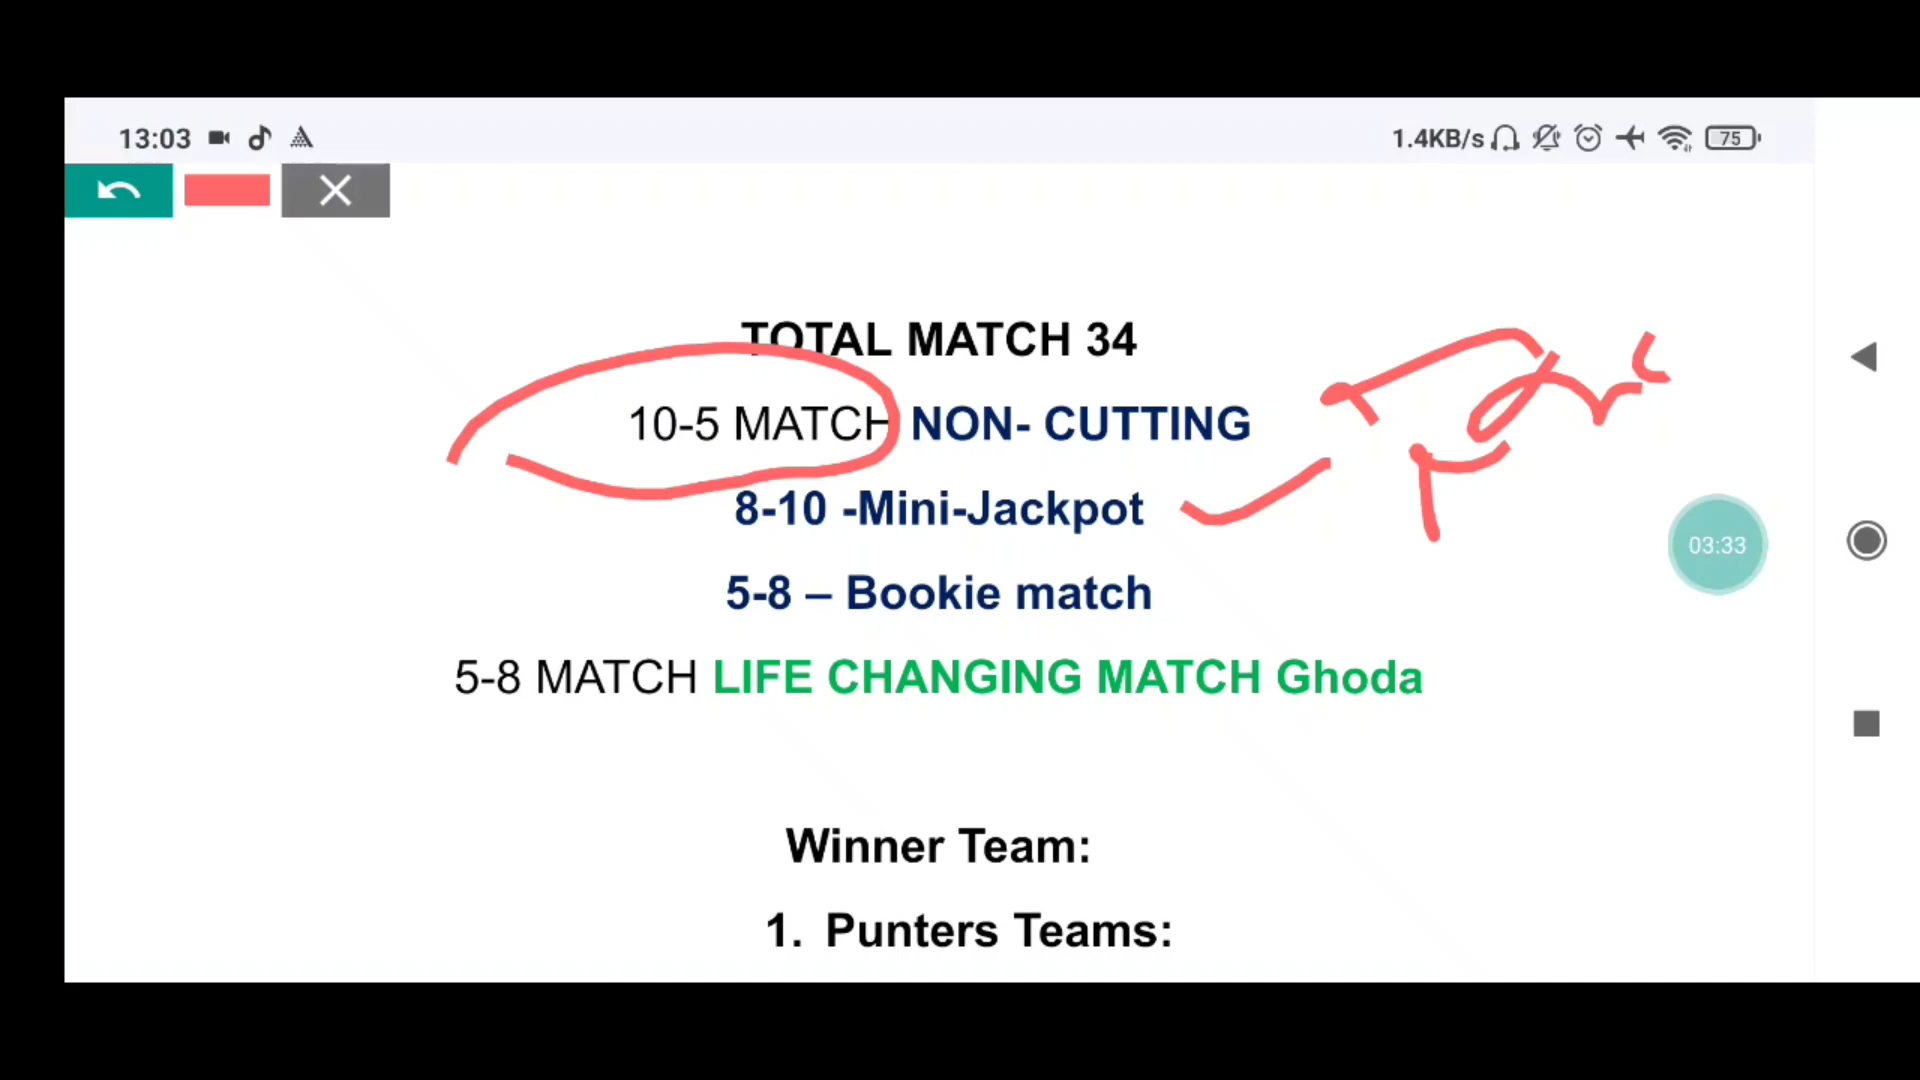 13:03
1.4KB/s
75
TOTAL MATCH 34
10-5 MATCH NON- CUTTING
8-10 -Mini-Jackpot
03:33
5-8 – Bookie match
5-8 MATCH LIFE CHANGING MATCH Ghoda
Winner Team:
1. Punters Teams: